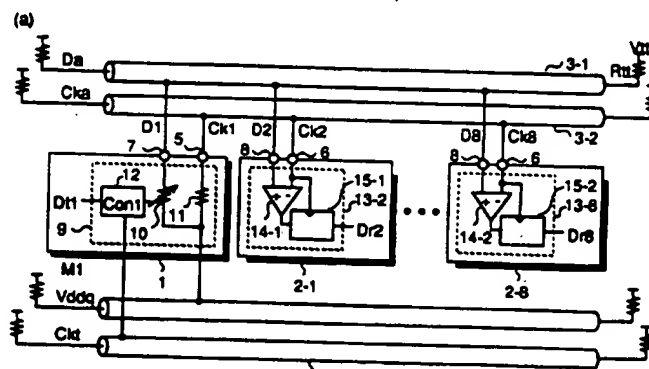 (a)
Da
3-1
Vtt
Rtt
Cka
3-2
D1
Ck1
D2
Ck2
D8
Ck8
7
5
8
6
8
6
12
15-1
15-2
Dt1
Con1
13-2
13-8
9
10
11
14-1
Dr2
14-2
Dr8
M1
1
2-1
2-8
Vddq
Ckt